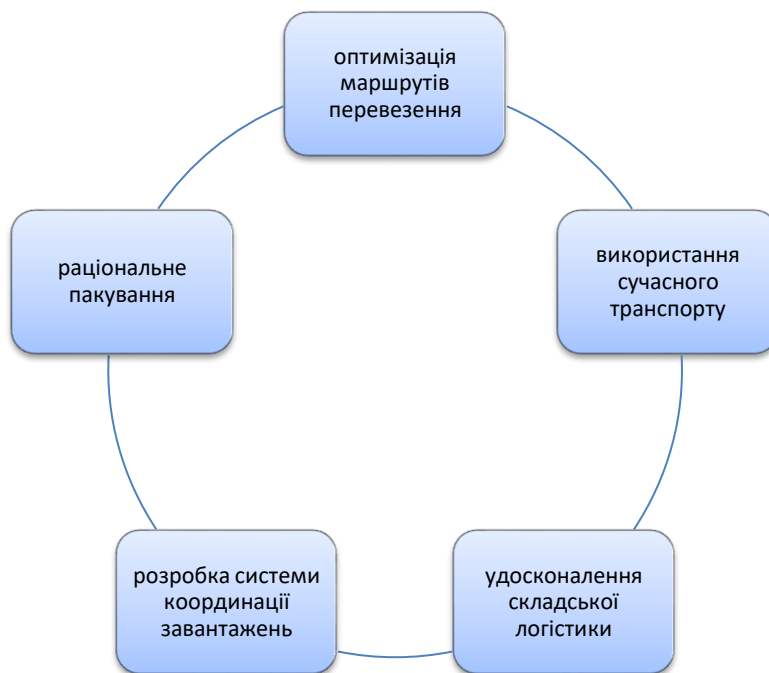 оптимізація
маршрутів
перевезення
використання
сучасного
транспорту
удосконалення
складської
логістики
розробка системи
координації
завантажень
раціональне
пакування